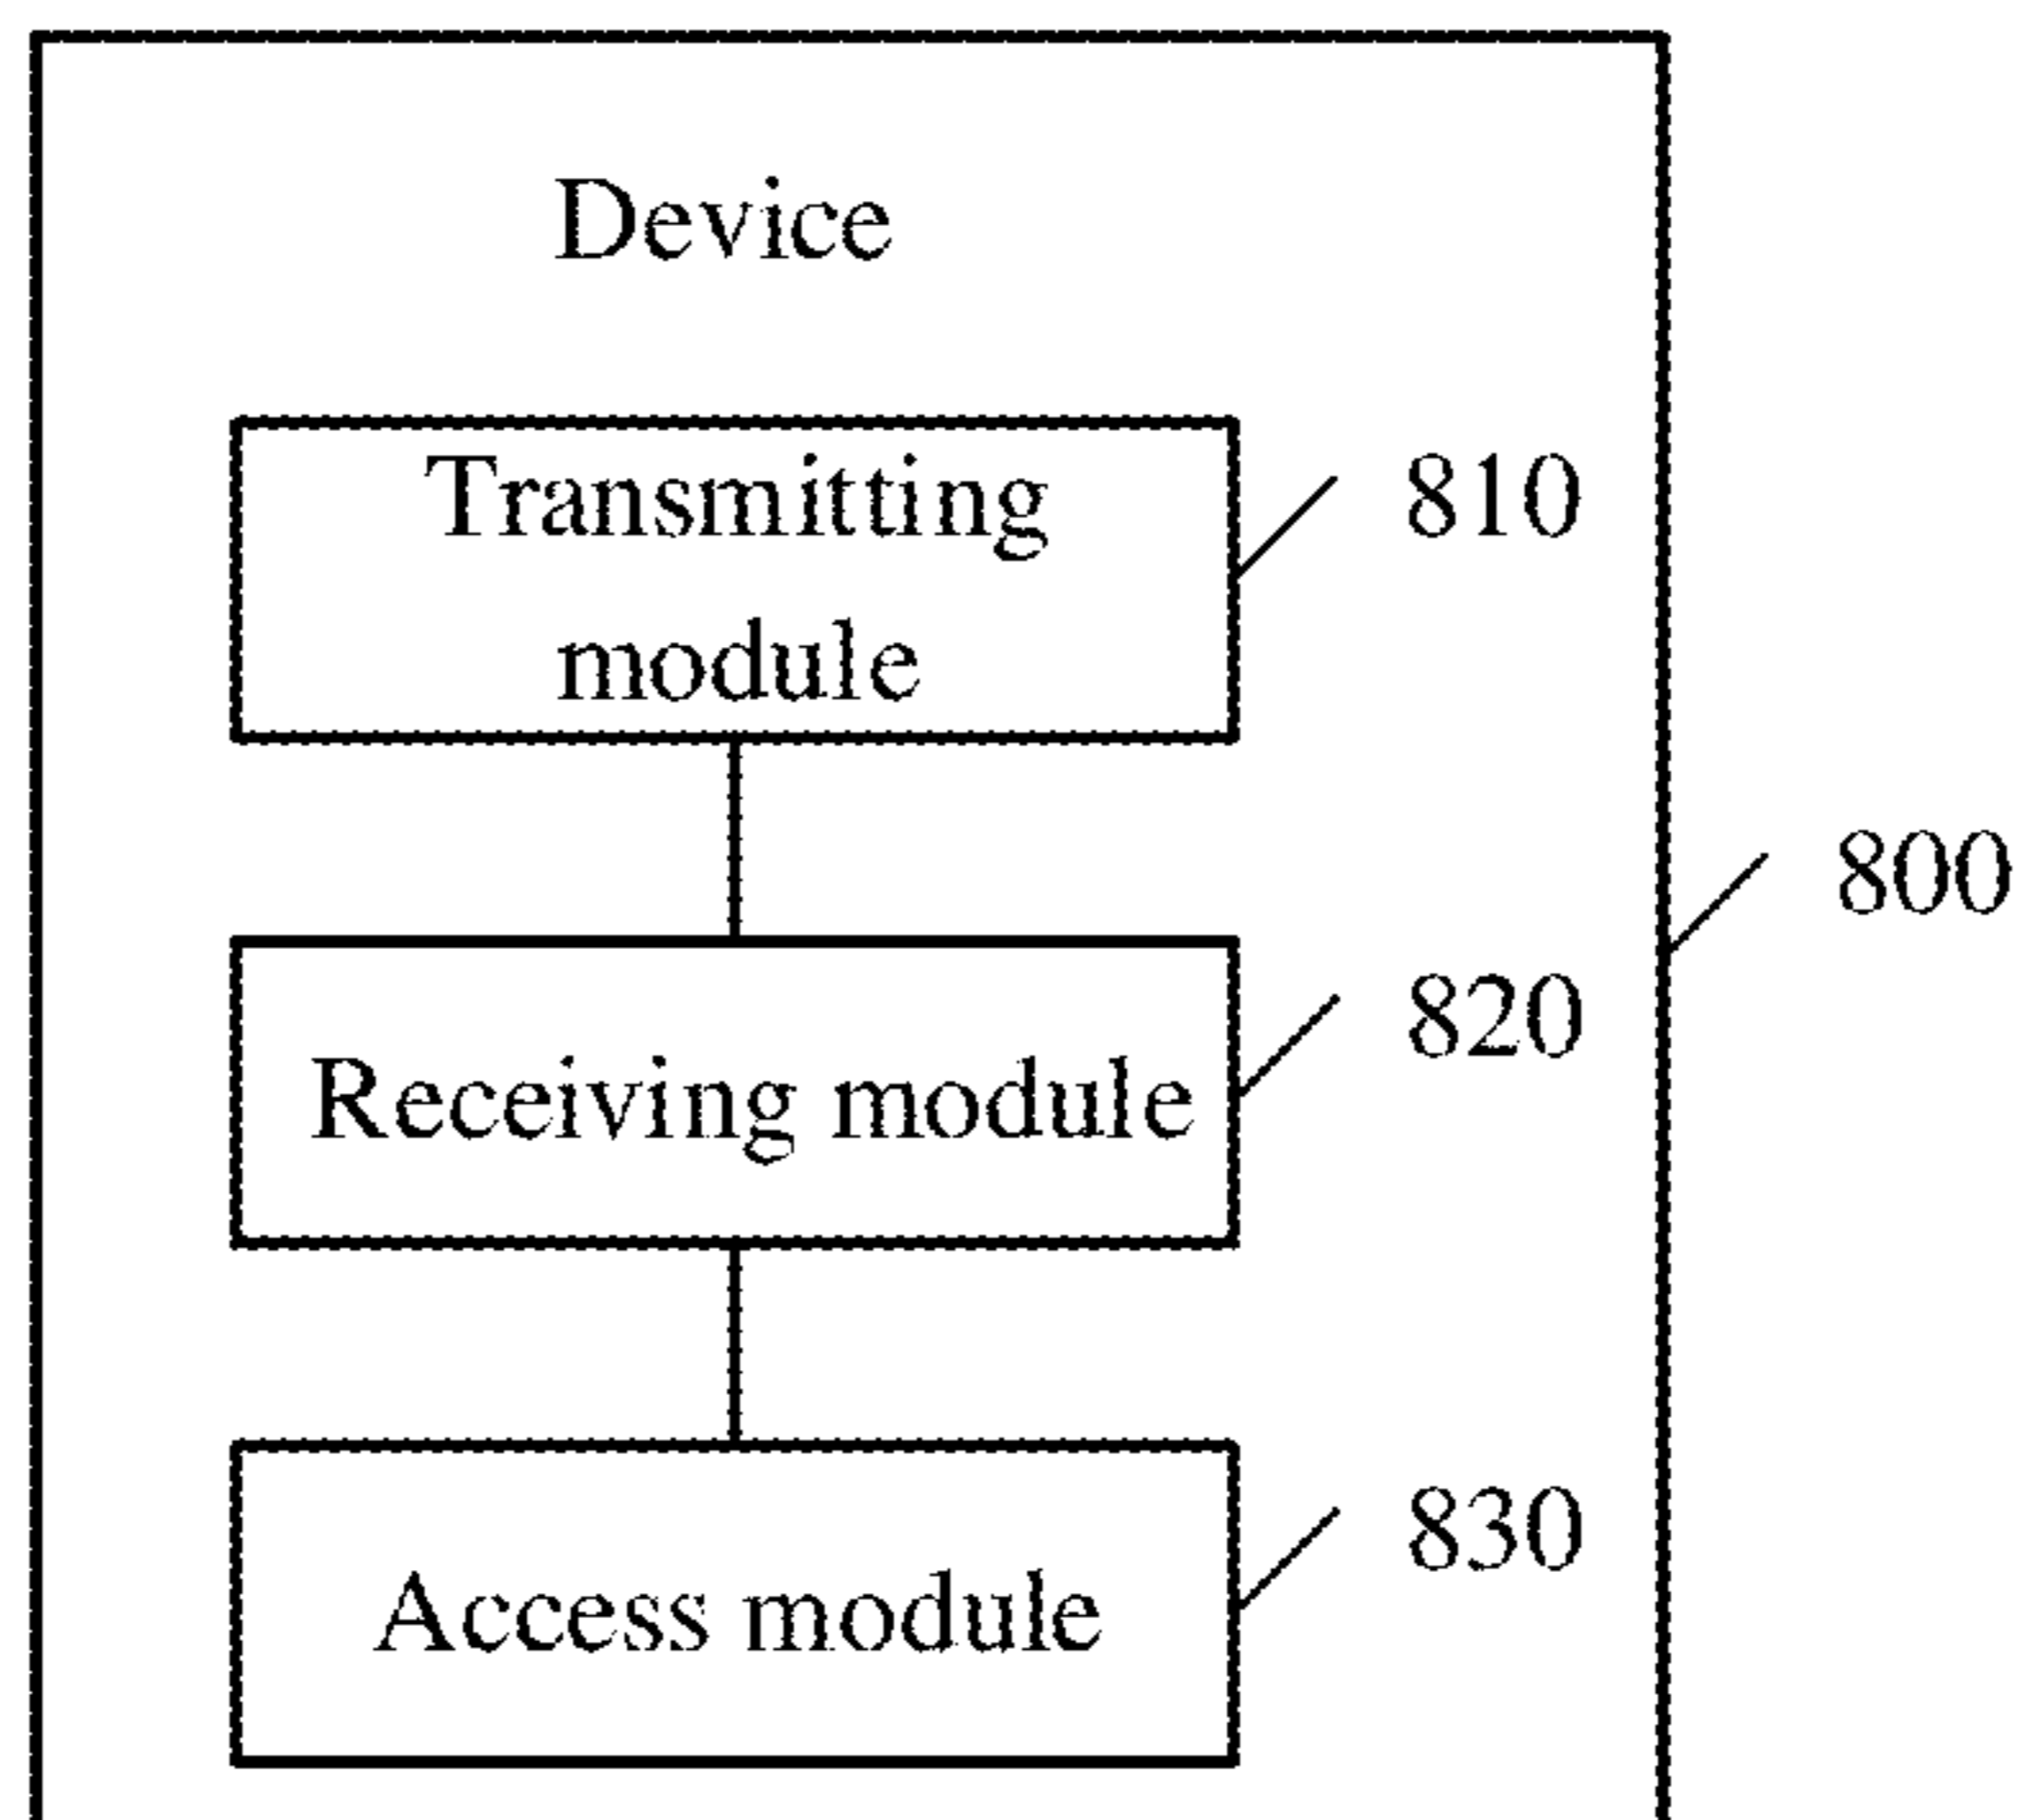 Device
Transmitting
module
810
800
Receiving module
820
Access module
830